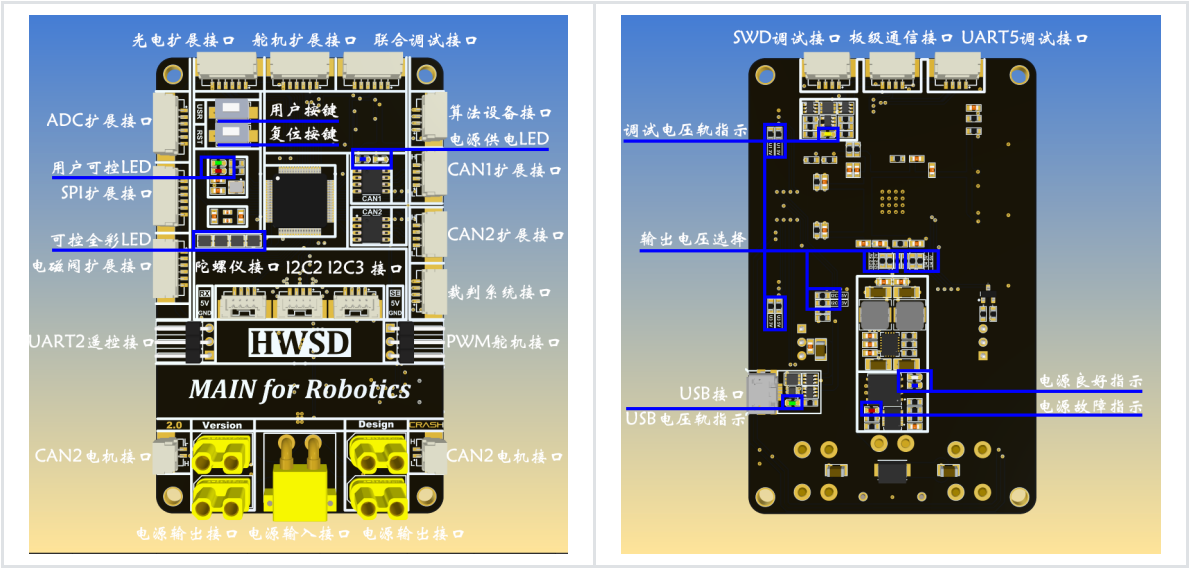 光电扩展接口 舵机扩展接口 联合调试接口
ADC扩展接口
用户可控LED
SPI扩展接口
可控全彩LED
电磁阀扩展接口
UART2遥控接口
CAN2电机接口
USR
RST
用户按键
复位按键
算法设备接口
电源供电LED
CAN1扩展接口
CAN1
CAN2
CAN2扩展接口
陀螺仪接口 I2C2 I2C3 接口
裁判系统接口
RX
5V
GND
SE
5V
GND
HWSD
PWM舵机接口
MAIN for Robotics
2.0 Version
Design CRASH
H
L
CAN2电机接口
电源输出接口 电源输入接口 电源输出接口
SWD调试接口 板级通信接口 UART5调试接口
调试电压轨指示
输出电压选择
USB接口
USB电压轨指示
电源良好指示
电源故障指示